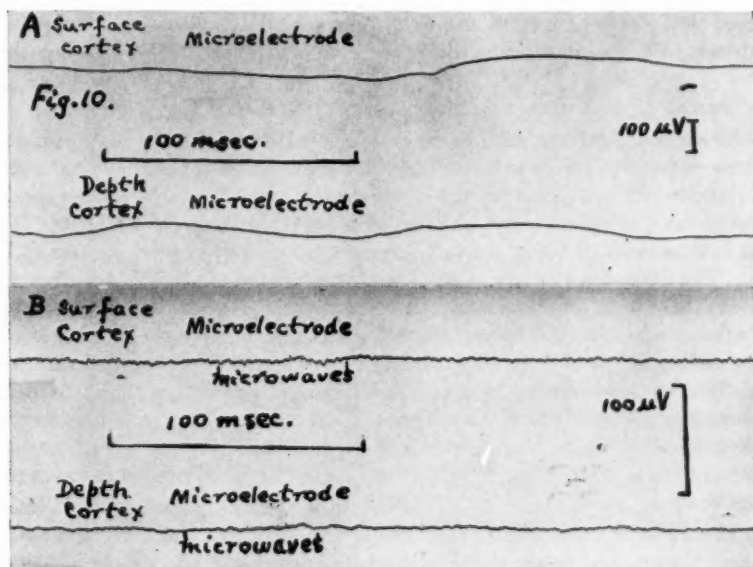 A Surface
cortex
Microelectrode
Fig. 10.
100 msec.
100 µV
Depth
Cortex
Microelectrode
B Surface
Cortex
Microelectrode
microwaves
100 msec.
100 µV
Depth
Cortex
Microelectrode
microwaves